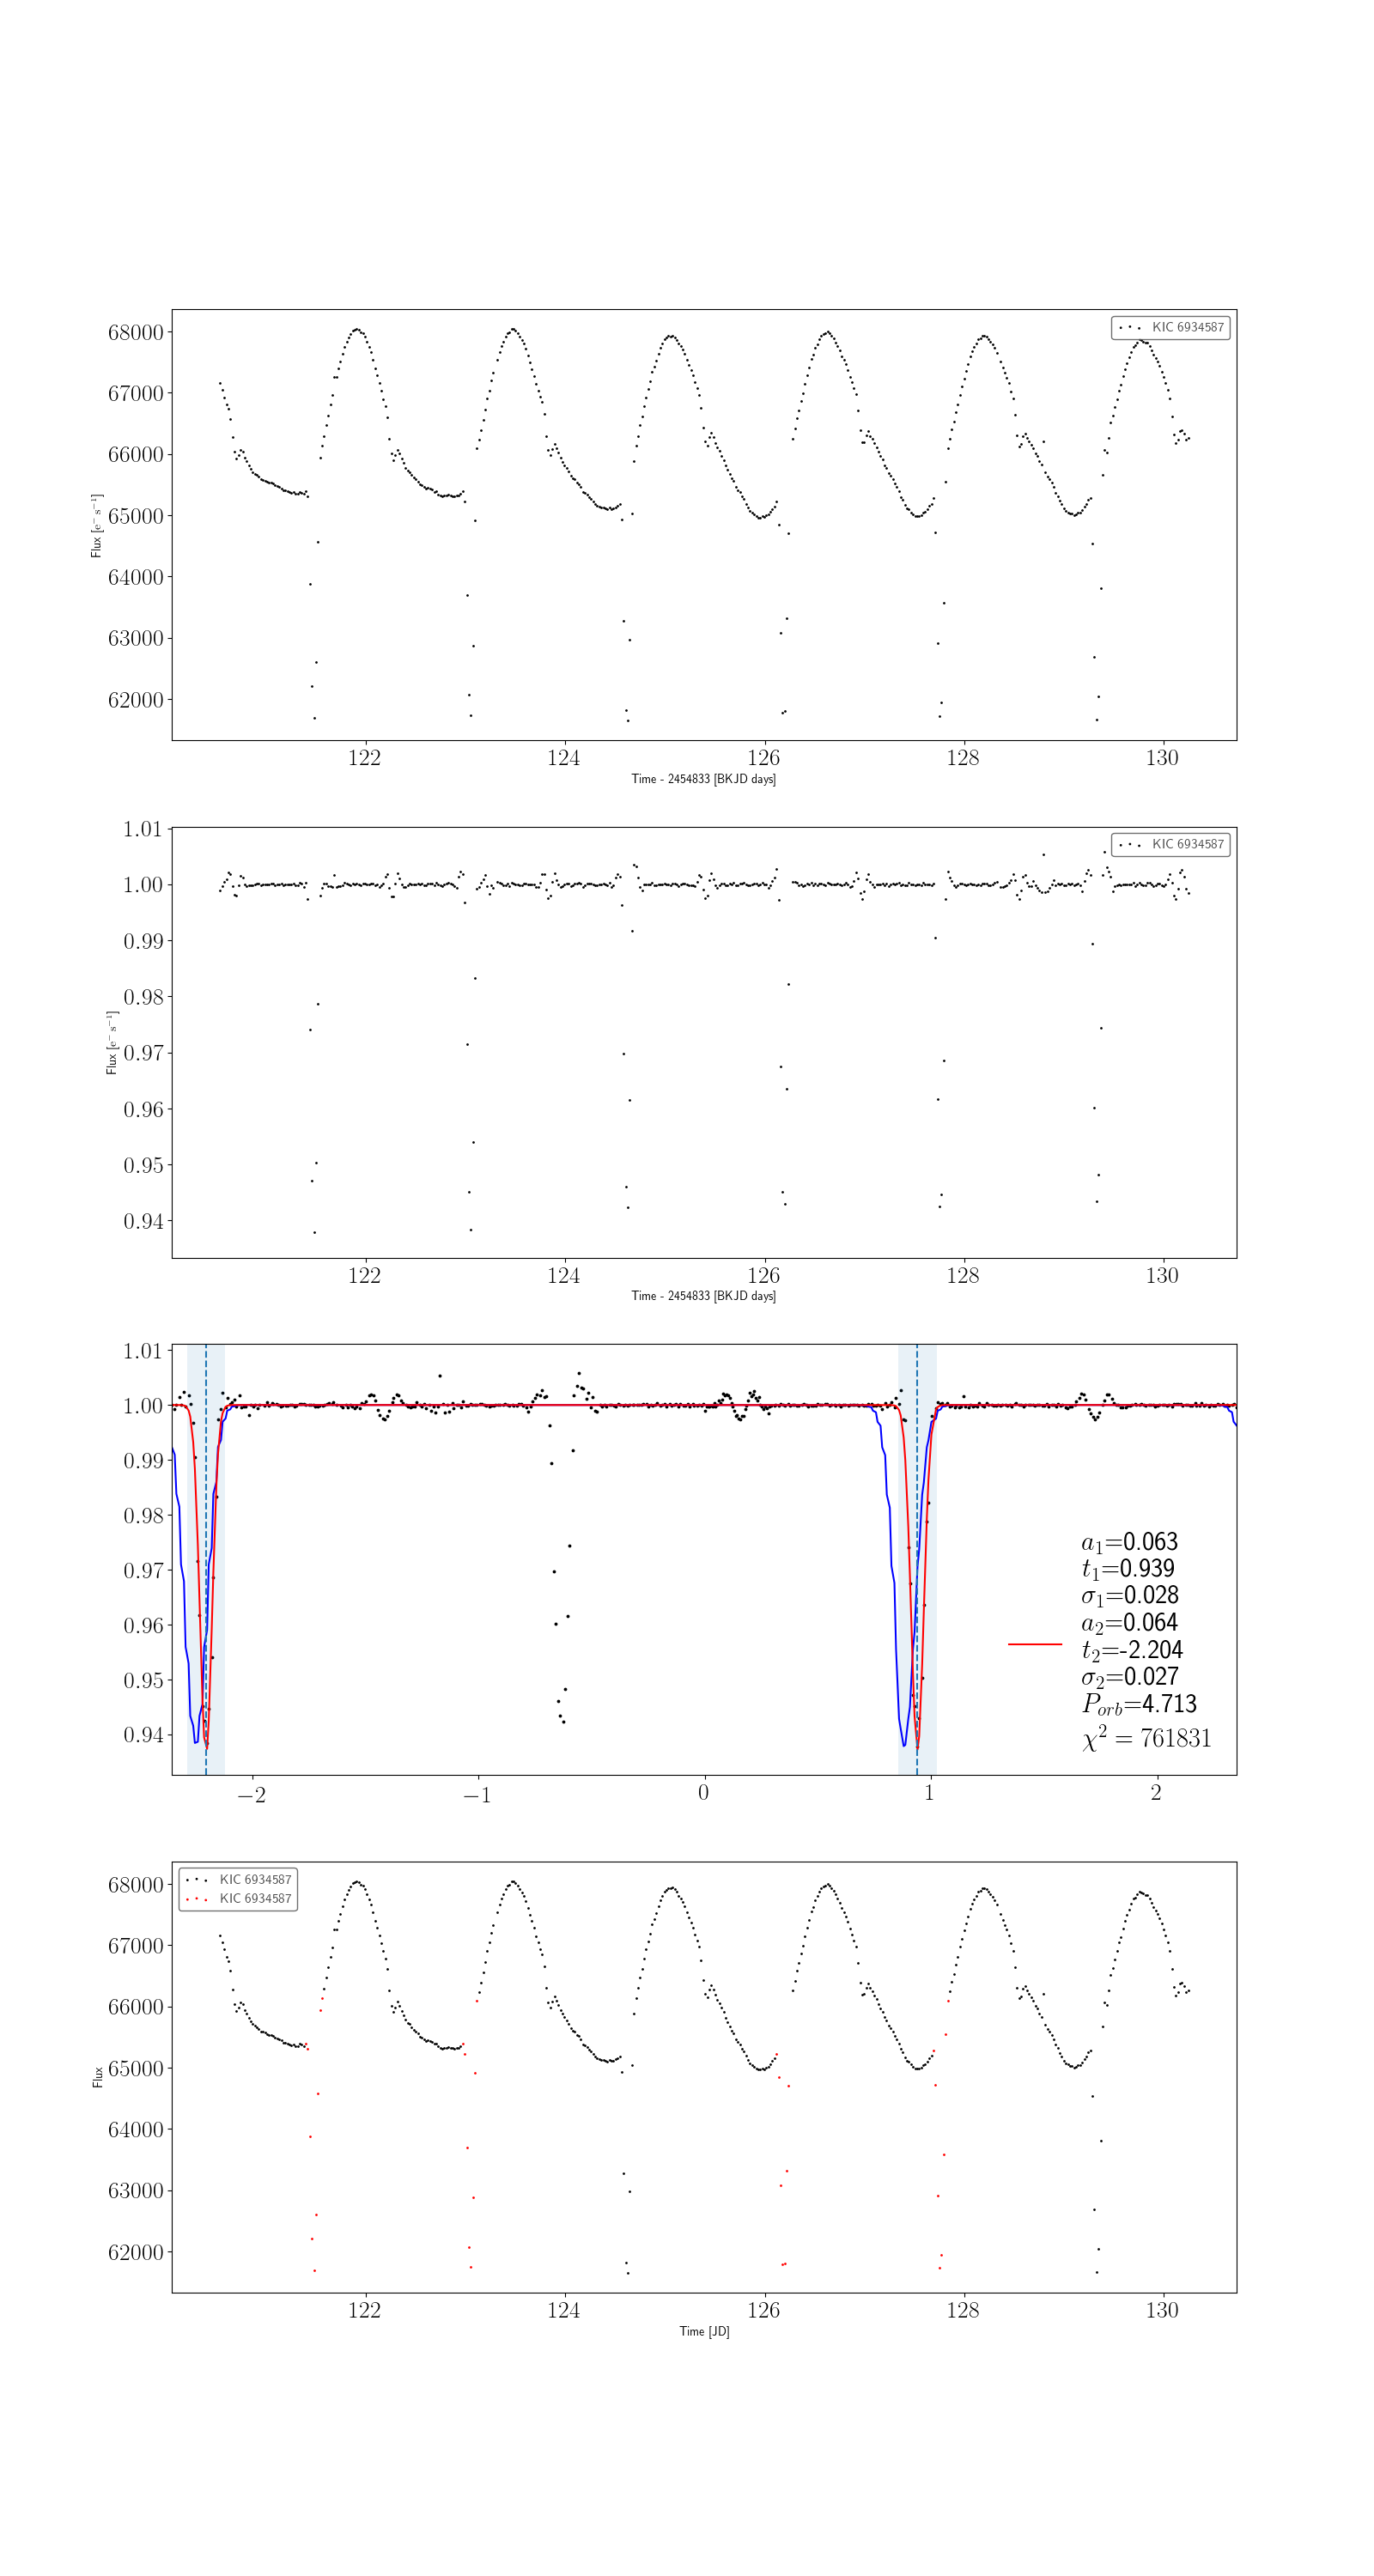 68000
67000
66000
65000
64000
63000
62000
Flux [e⁻ s⁻¹]
KIC 6934587
122 124 126 128 130
Time - 2454833 [BKJD days]
1.01
1.00
0.99
0.98
0.97
0.96
0.95
0.94
Flux [e⁻ s⁻¹]
KIC 6934587
122 124 126 128 130
Time - 2454833 [BKJD days]
1.01
1.00
0.99
0.98
0.97
0.96
0.95
0.94
a₁=0.063
t₁=0.939
σ₁=0.028
a₂=0.064
t₂=-2.204
σ₂=0.027
P_orb=4.713
χ² = 761831
−2 −1 0 1 2
KIC 6934587
KIC 6934587
68000
67000
66000
65000
64000
63000
62000
Flux
122 124 126 128 130
Time [JD]